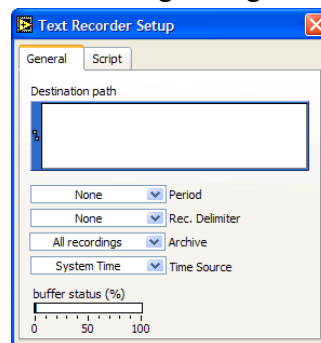 Text Recorder Setup
General Script
Destination path
None Period
None Rec. Delimiter
All recordings Archive
System Time Time Source
buffer status (%)
0 50 100